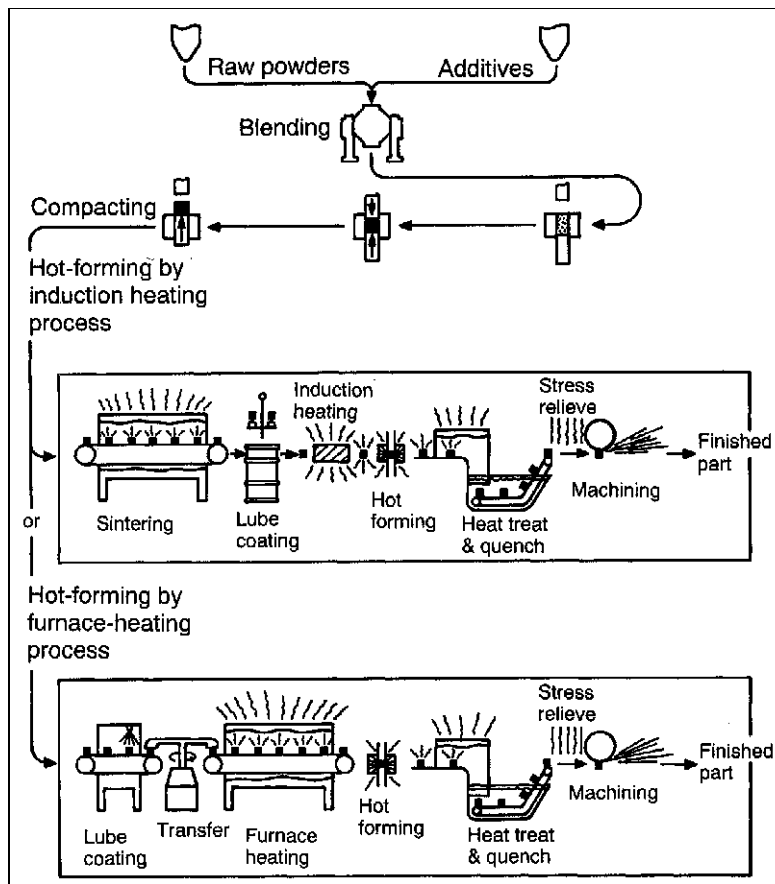 Raw powders
Additives
Blending
Compacting
Hot-forming by
induction heating
process
or
Hot-forming by
furnace-heating
process
Sintering
Lube
coating
Induction
heating
Hot
forming
Heat treat
& quench
Stress
relieve
Machining
Finished
part
Lube
coating
Transfer
Furnace
heating
Hot
forming
Heat treat
& quench
Stress
relieve
Machining
Finished
part